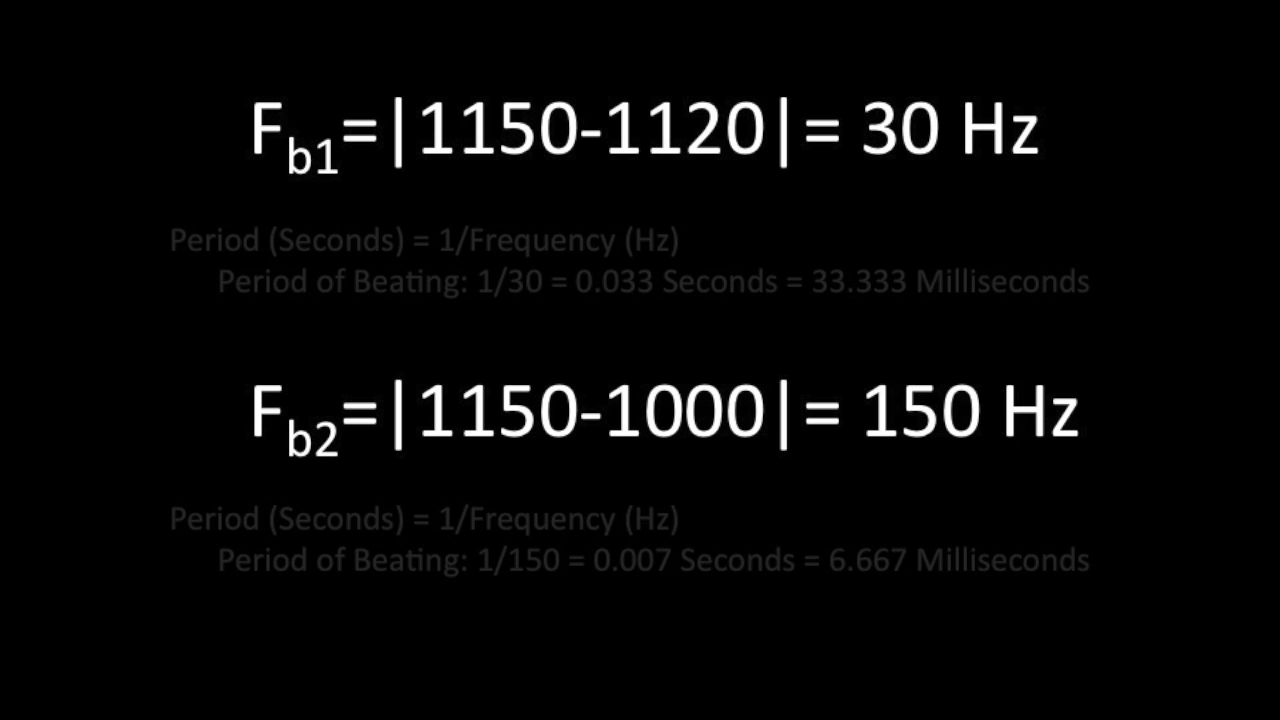 Fb1=|1150-1120|= 30 Hz
Period (Seconds) = 1/Frequency (Hz)
Period of Beating: 1/30 = 0.033 Seconds = 33.333 Milliseconds
Fb2=|1150-1000|= 150 Hz
Period (Seconds) = 1/Frequency (Hz)
Period of Beating: 1/150 = 0.007 Seconds = 6.667 Milliseconds